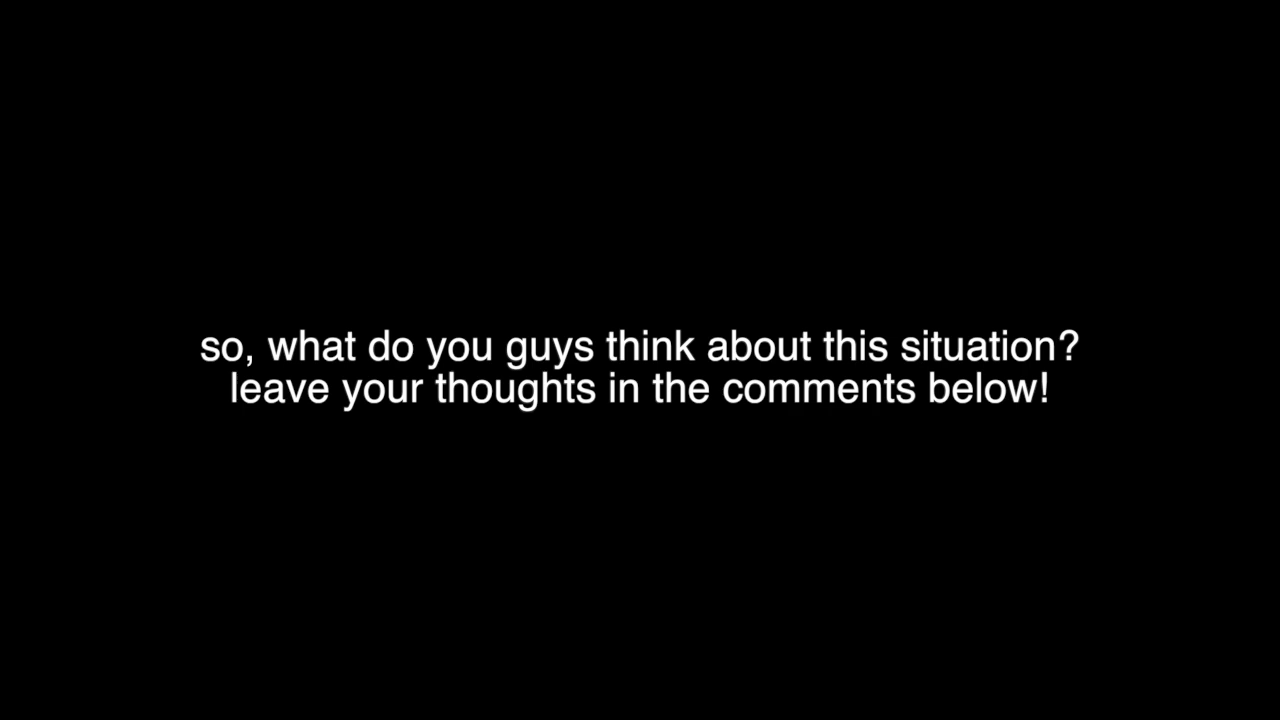 so, what do you guys think about this situation?
leave your thoughts in the comments below!